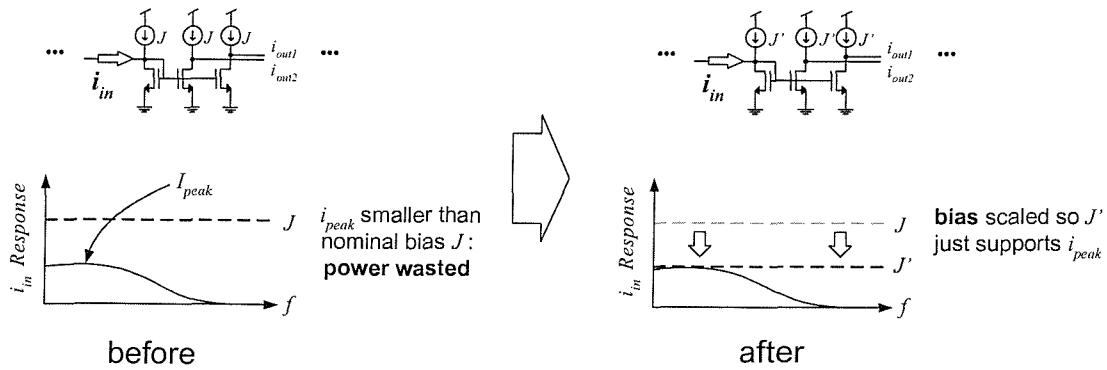 ... J J J ...
i_out1
i_out2
i_in
i_in Response
I_peak
J
f
i_peak smaller than
nominal bias J :
power wasted
before
... J' J' J' ...
i_out1
i_out2
i_in
i_in Response
J
J'
f
bias scaled so J'
just supports i_peak
after